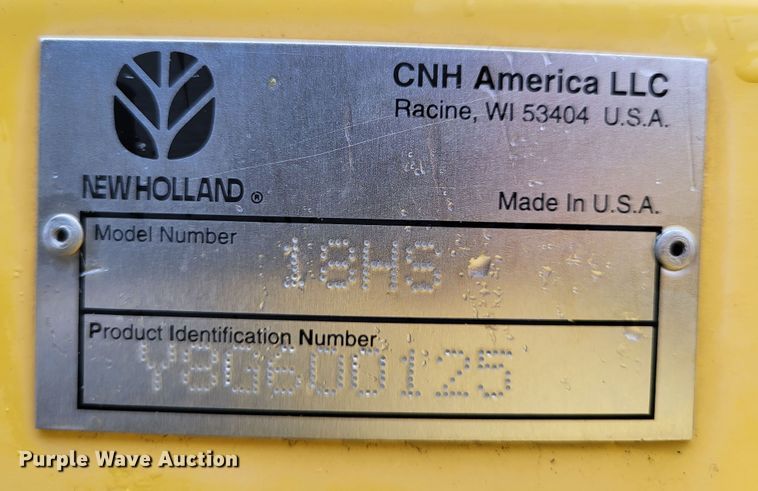 NEW HOLLAND ®
CNH America LLC
Racine, WI 53404 U.S.A.
Made In U.S.A.
Model Number
18HS
Product Identification Number
Y8G600125
Purple Wave Auction